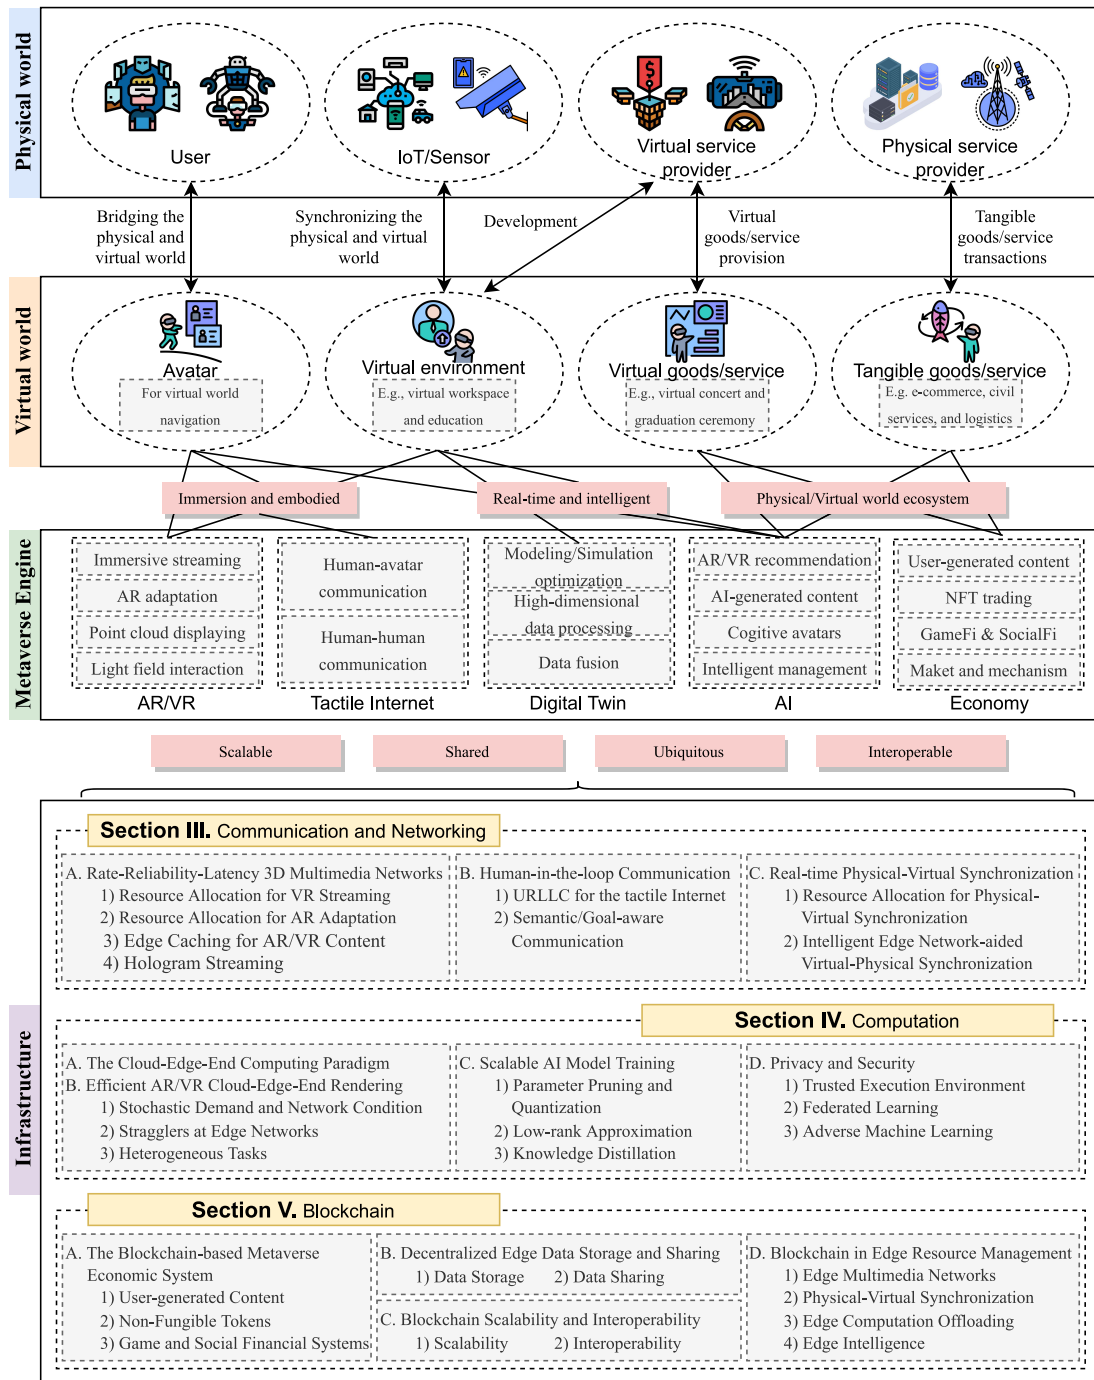 Physical world
User
IoT/Sensor
Virtual service
provider
Physical service
provider
Bridging the
physical and
virtual world
Synchronizing the
physical and virtual
world
Development
Virtual
goods/service
provision
Tangible
goods/service
transactions
Virtual world
Avatar
For virtual world
navigation
Virtual environment
E.g., virtual workspace
and education
Virtual goods/service
E.g., virtual concert and
graduation ceremony
Tangible goods/service
E.g. e-commerce, civil
services, and logistics
Immersion and embodied
Real-time and intelligent
Physical/Virtual world ecosystem
Metaverse Engine
Immersive streaming
AR adaptation
Point cloud displaying
Light field interaction
AR/VR
Human-avatar
communication
Human-human
communication
Tactile Internet
Modeling/Simulation
optimization
High-dimensional
data processing
Data fusion
Digital Twin
AR/VR recommendation
AI-generated content
Cogitive avatars
Intelligent management
AI
User-generated content
NFT trading
GameFi & SocialFi
Maket and mechanism
Economy
Scalable
Shared
Ubiquitous
Interoperable
Infrastructure
Section III. Communication and Networking
A. Rate-Reliability-Latency 3D Multimedia Networks
1) Resource Allocation for VR Streaming
2) Resource Allocation for AR Adaptation
3) Edge Caching for AR/VR Content
4) Hologram Streaming
B. Human-in-the-loop Communication
1) URLLC for the tactile Internet
2) Semantic/Goal-aware
Communication
C. Real-time Physical-Virtual Synchronization
1) Resource Allocation for Physical-
Virtual Synchronization
2) Intelligent Edge Network-aided
Virtual-Physical Synchronization
Section IV. Computation
A. The Cloud-Edge-End Computing Paradigm
B. Efficient AR/VR Cloud-Edge-End Rendering
1) Stochastic Demand and Network Condition
2) Stragglers at Edge Networks
3) Heterogeneous Tasks
C. Scalable AI Model Training
1) Parameter Pruning and
Quantization
2) Low-rank Approximation
3) Knowledge Distillation
D. Privacy and Security
1) Trusted Execution Environment
2) Federated Learning
3) Adverse Machine Learning
Section V. Blockchain
A. The Blockchain-based Metaverse
Economic System
1) User-generated Content
2) Non-Fungible Tokens
3) Game and Social Financial Systems
B. Decentralized Edge Data Storage and Sharing
1) Data Storage 2) Data Sharing
C. Blockchain Scalability and Interoperability
1) Scalability 2) Interoperability
D. Blockchain in Edge Resource Management
1) Edge Multimedia Networks
2) Physical-Virtual Synchronization
3) Edge Computation Offloading
4) Edge Intelligence